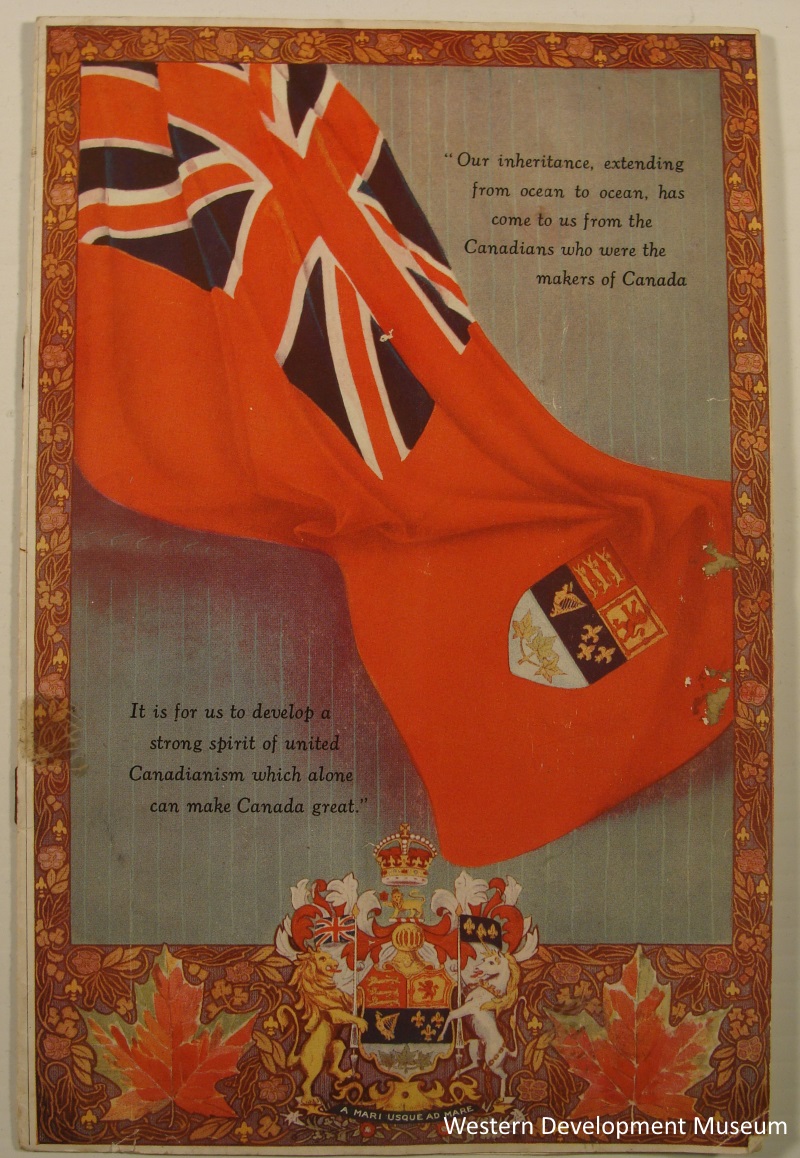 “Our inheritance, extending
from ocean to ocean, has
come to us from the
Canadians who were the
makers of Canada
It is for us to develop a
strong spirit of united
Canadianism which alone
can make Canada great.”
A MARI USQUE AD MARE
Western Development Museum